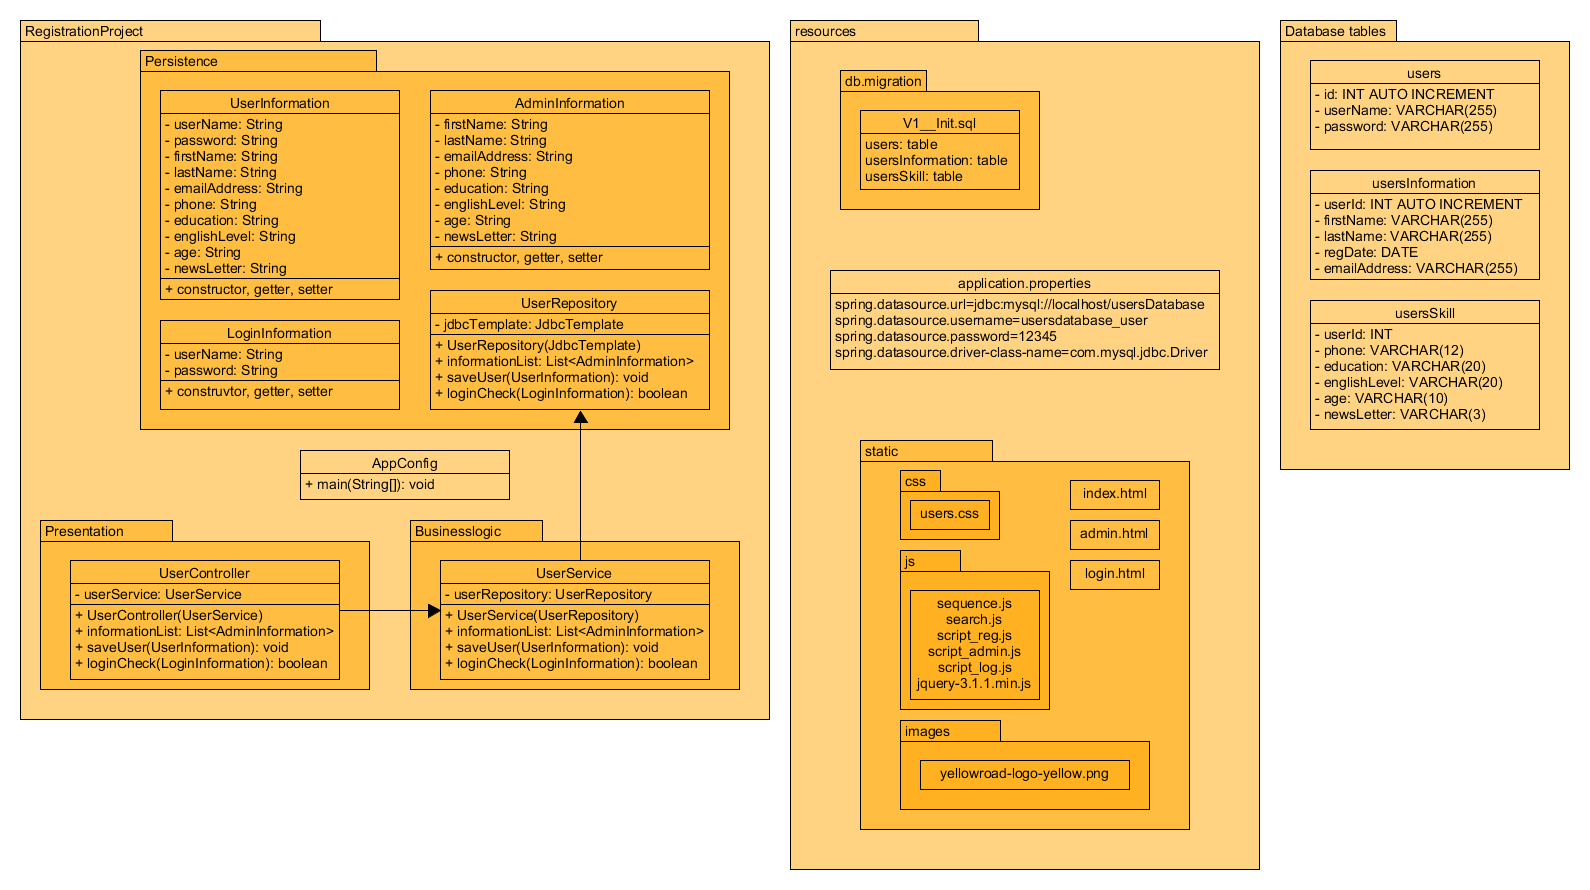 RegistrationProject
Persistence
UserInformation
- userName: String
- password: String
- firstName: String
- lastName: String
- emailAddress: String
- phone: String
- education: String
- englishLevel: String
- age: String
- newsLetter: String
+ constructor, getter, setter
AdminInformation
- firstName: String
- lastName: String
- emailAddress: String
- phone: String
- education: String
- englishLevel: String
- age: String
- newsLetter: String
+ constructor, getter, setter
LoginInformation
- userName: String
- password: String
+ construvtor, getter, setter
UserRepository
- jdbcTemplate: JdbcTemplate
+ UserRepository(JdbcTemplate)
+ informationList: List<AdminInformation>
+ saveUser(UserInformation): void
+ loginCheck(LoginInformation): boolean
AppConfig
+ main(String[]): void
Presentation
UserController
- userService: UserService
+ UserController(UserService)
+ informationList: List<AdminInformation>
+ saveUser(UserInformation): void
+ loginCheck(LoginInformation): boolean
Businesslogic
UserService
- userRepository: UserRepository
+ UserService(UserRepository)
+ informationList: List<AdminInformation>
+ saveUser(UserInformation): void
+ loginCheck(LoginInformation): boolean
resources
db.migration
V1__Init.sql
users: table
usersInformation: table
usersSkill: table
application.properties
spring.datasource.url=jdbc:mysql://localhost/usersDatabase
spring.datasource.username=usersdatabase_user
spring.datasource.password=12345
spring.datasource.driver-class-name=com.mysql.jdbc.Driver
static
css
users.css
index.html
admin.html
login.html
js
sequence.js
search.js
script_reg.js
script_admin.js
script_log.js
jquery-3.1.1.min.js
images
yellowroad-logo-yellow.png
Database tables
users
- id: INT AUTO INCREMENT
- userName: VARCHAR(255)
- password: VARCHAR(255)
usersInformation
- userId: INT AUTO INCREMENT
- firstName: VARCHAR(255)
- lastName: VARCHAR(255)
- regDate: DATE
- emailAddress: VARCHAR(255)
usersSkill
- userId: INT
- phone: VARCHAR(12)
- education: VARCHAR(20)
- englishLevel: VARCHAR(20)
- age: VARCHAR(10)
- newsLetter: VARCHAR(3)